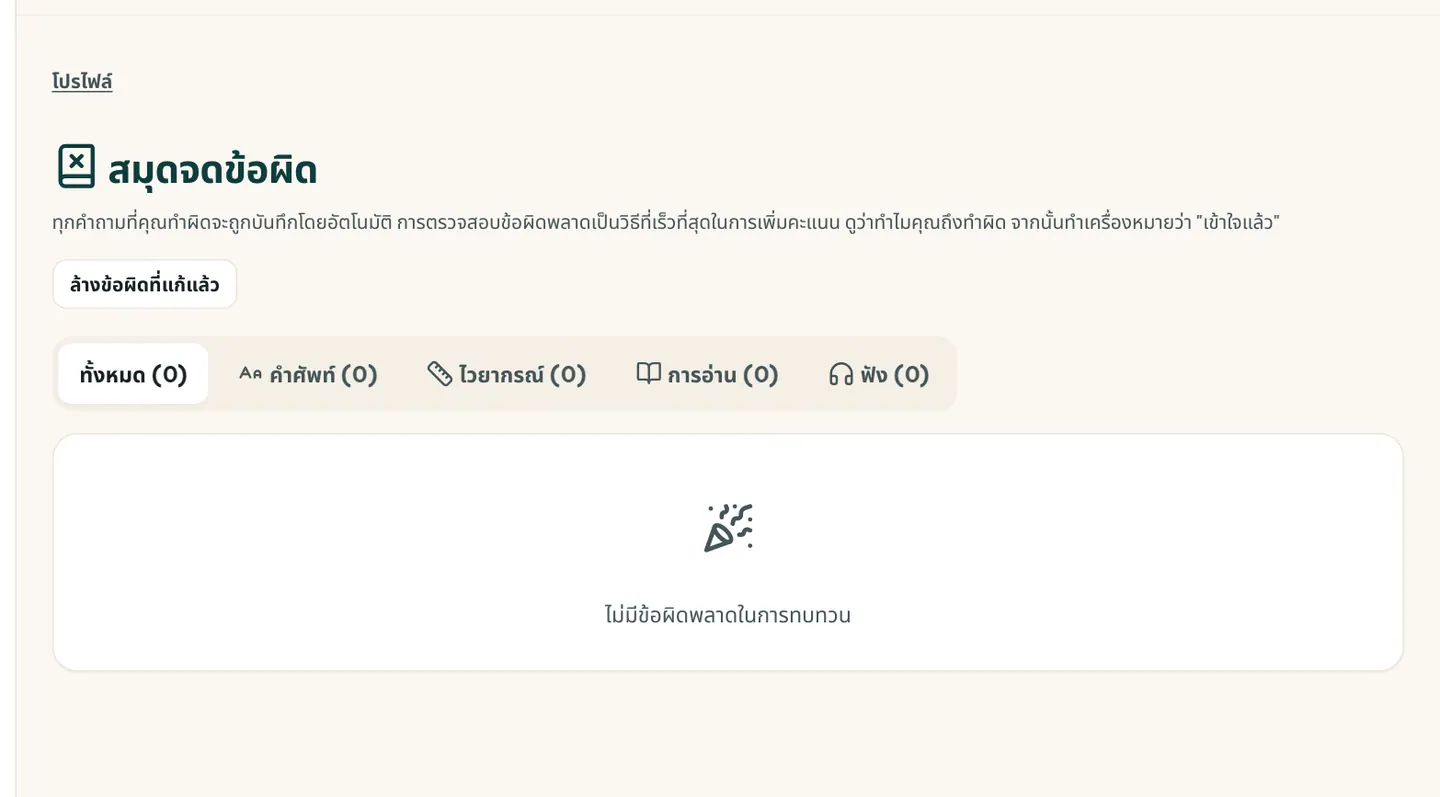 โปรไฟล์
สมุดจดข้อผิด
ทุกคำถามที่คุณทำผิดจะถูกบันทึกโดยอัตโนมัติ การตรวจสอบข้อผิดพลาดเป็นวิธีที่เร็วที่สุดในการเพิ่มคะแนน ดูว่าทำไมคุณถึงทำผิด จากนั้นทำเครื่องหมายว่า "เข้าใจแล้ว"
ล้างข้อผิดที่แก้แล้ว
ทั้งหมด (0) คำศัพท์ (0) ไวยากรณ์ (0) การอ่าน (0) ฟัง (0)
ไม่มีข้อผิดพลาดในการทบทวน